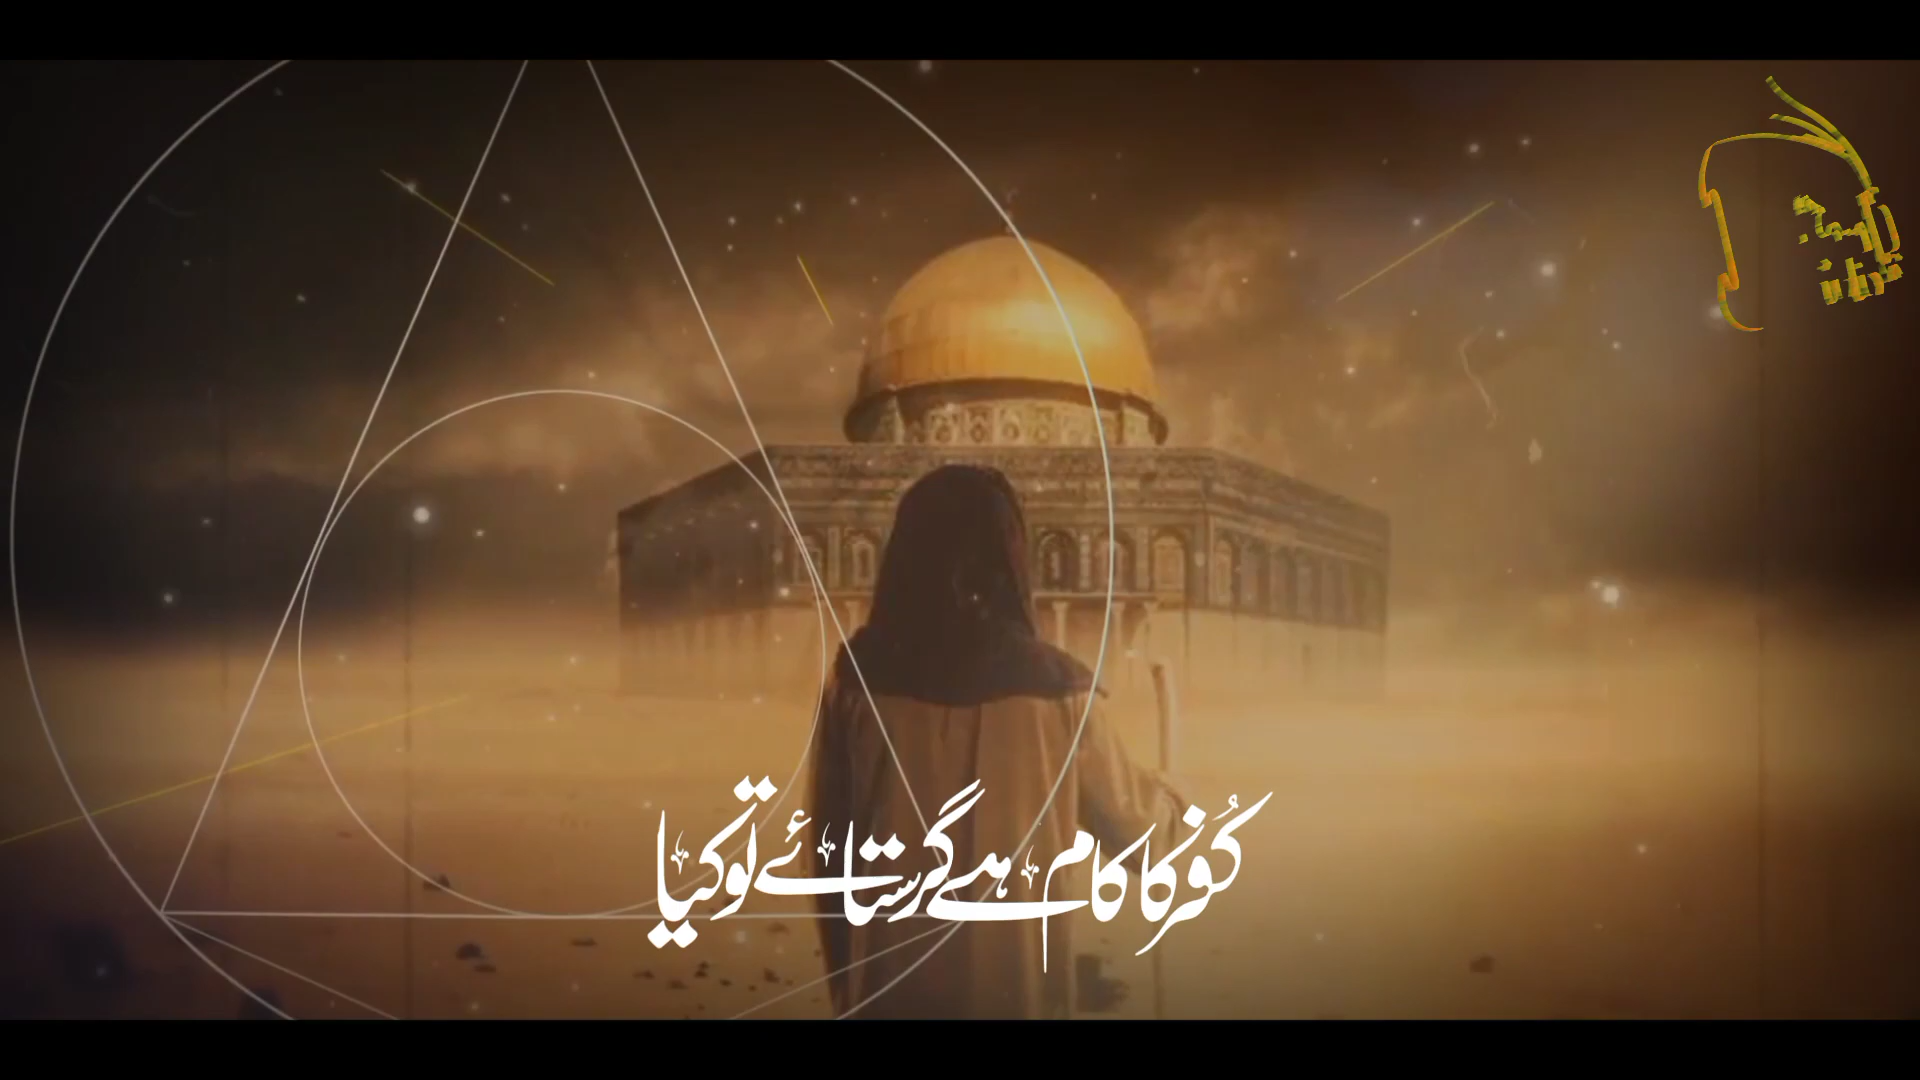 کُفر کا کام ہے گر ستائے تو کیا